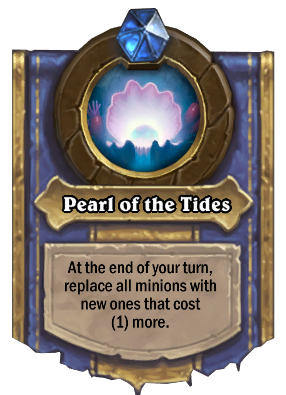 Pearl of the Tides
At the end of your turn,
replace all minions with
new ones that cost
(1) more.